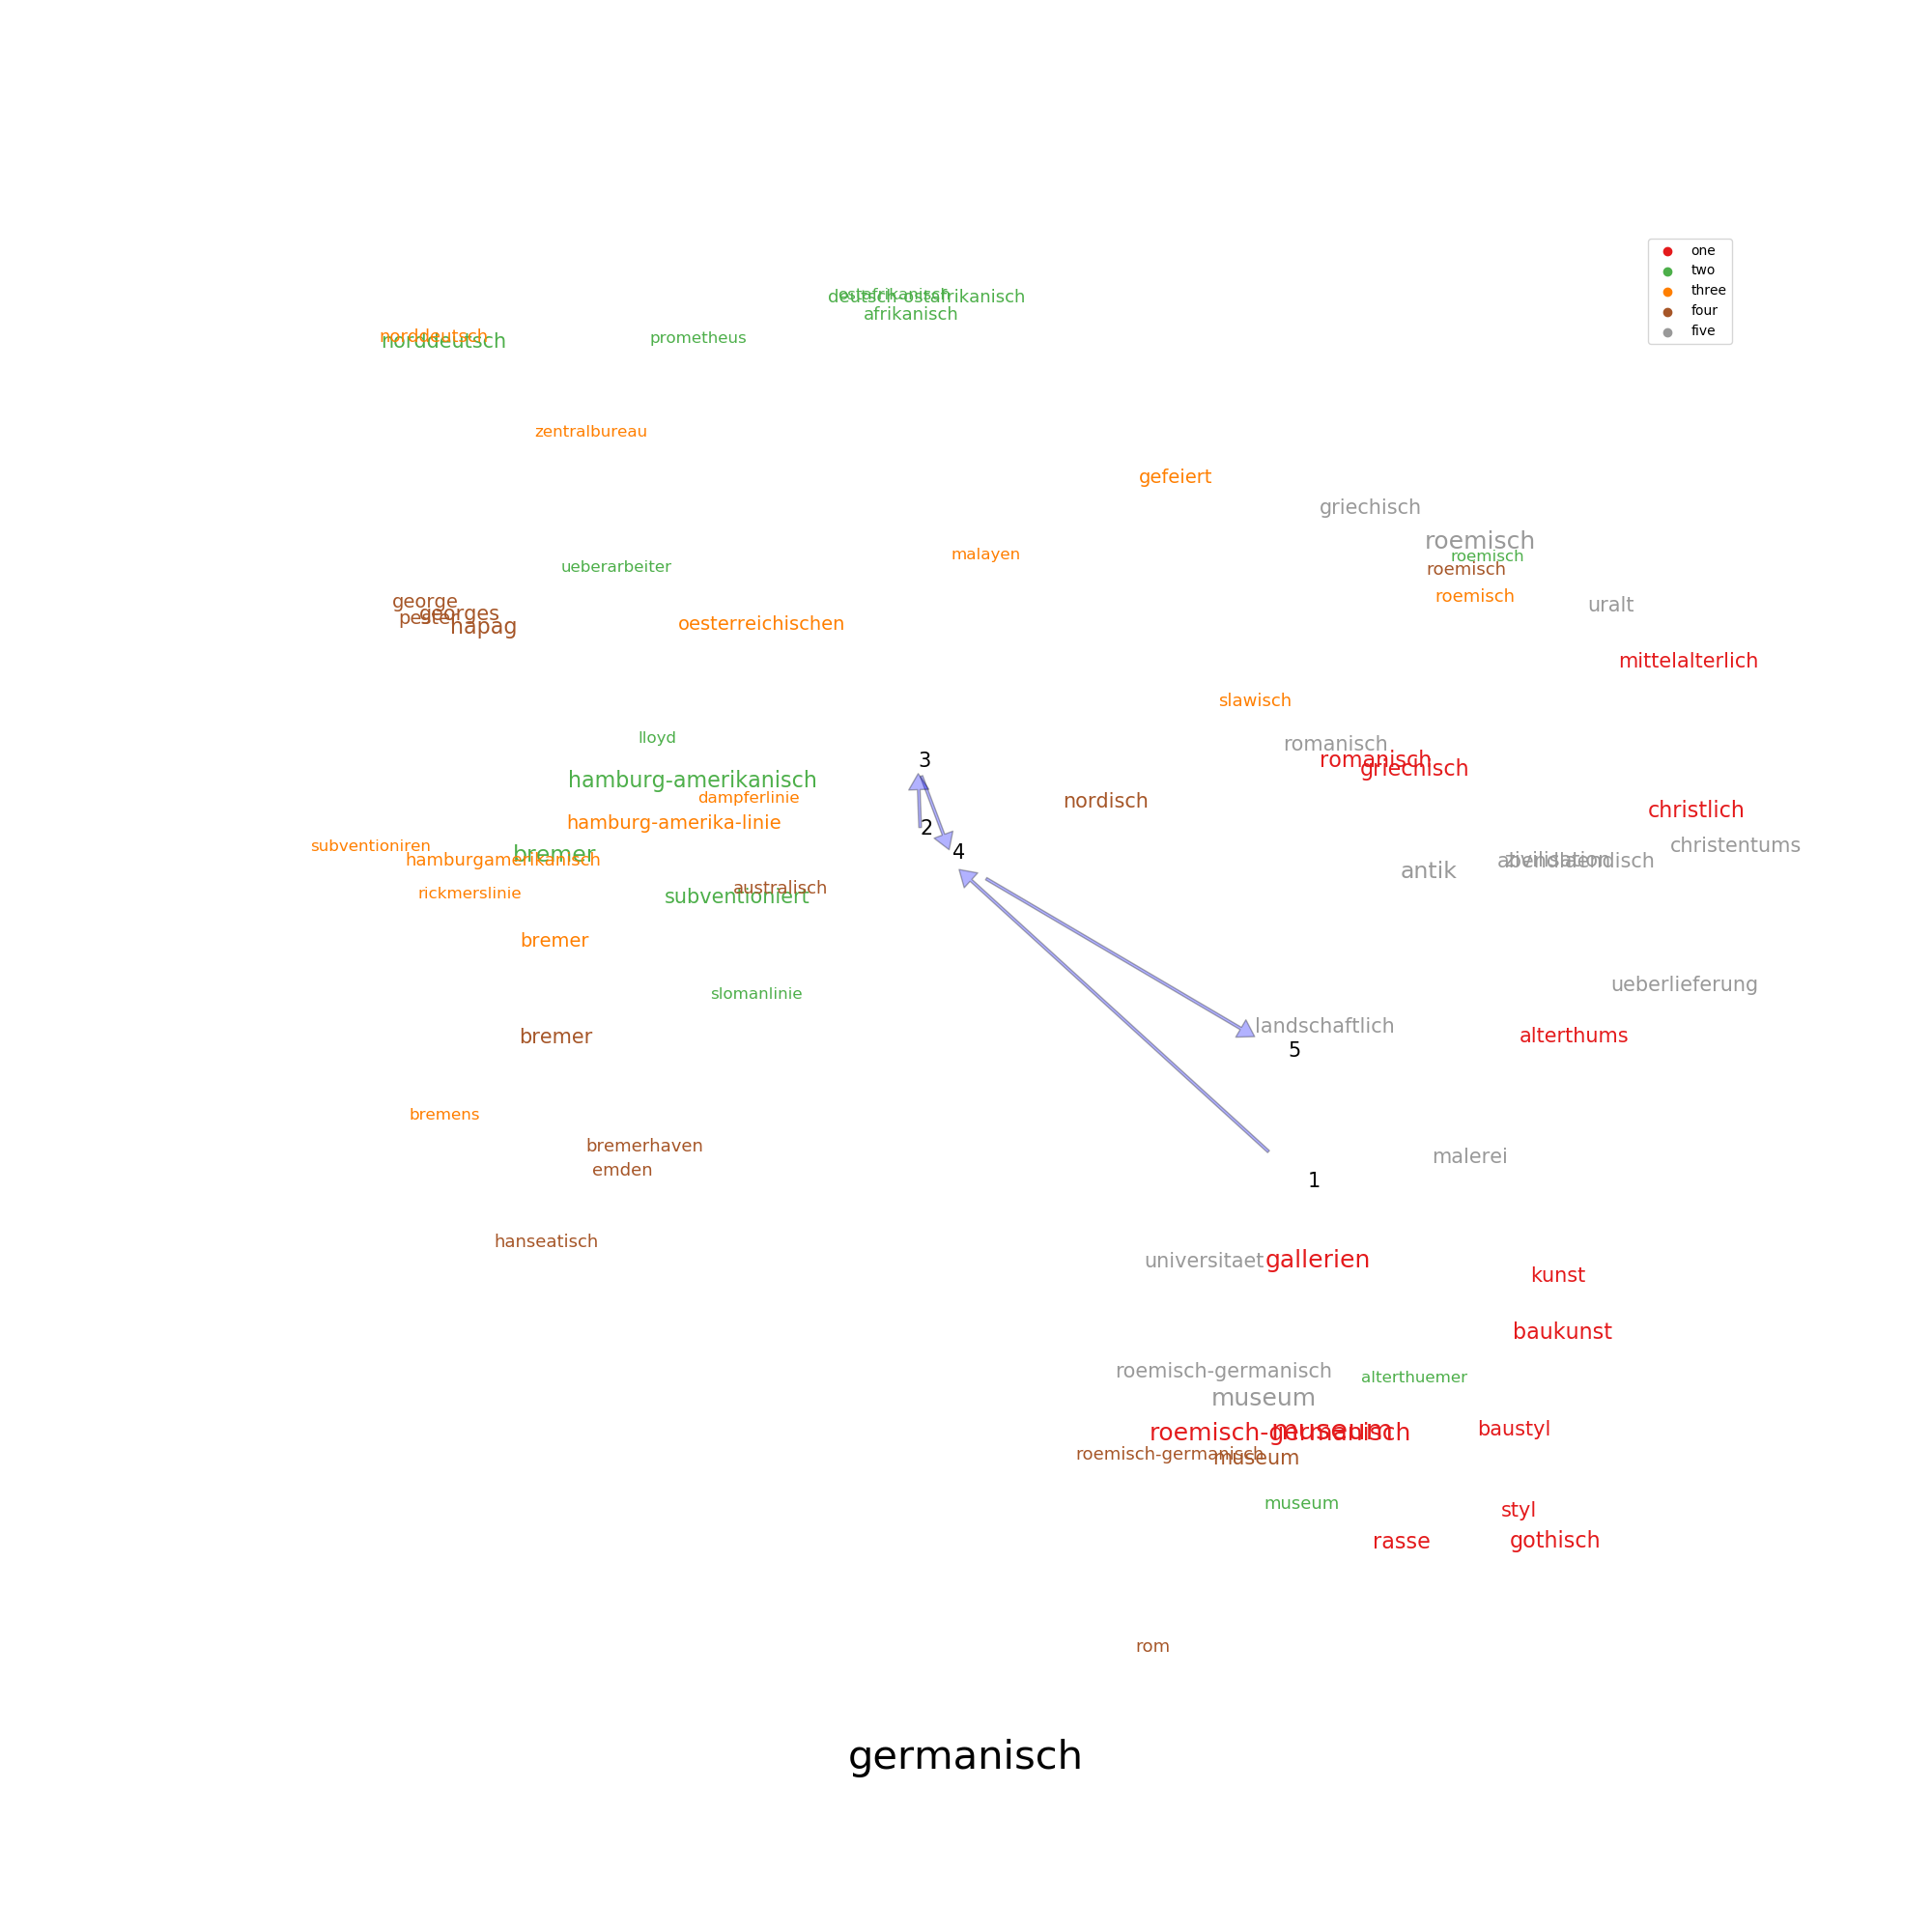 one
two
three
four
five
ostafrikanisch
deutsch-ostafrikanisch
afrikanisch
norddeutsch
norddeutsch
prometheus
zentralbureau
gefeiert
griechisch
roemisch
roemisch
malayen
ueberarbeiter
roemisch
roemisch
george
uralt
georges
pester
hapag
oesterreichischen
mittelalterlich
slawisch
lloyd
romanisch
romanisch
3
griechisch
hamburg-amerikanisch
dampferlinie
nordisch
christlich
hamburg-amerika-linie
2
subventioniren
christentums
4
bremer
hamburgamerikanisch
zivilisation
abendlaendisch
antik
australisch
rickmerslinie
subventioniert
bremer
ueberlieferung
slomanlinie
landschaftlich
bremer
alterthums
5
bremens
bremerhaven
malerei
emden
1
hanseatisch
universitaet
gallerien
kunst
baukunst
roemisch-germanisch
alterthuemer
museum
museum
roemisch-germanisch
baustyl
roemisch-germanisch
museum
museum
styl
rasse
gothisch
rom
germanisch